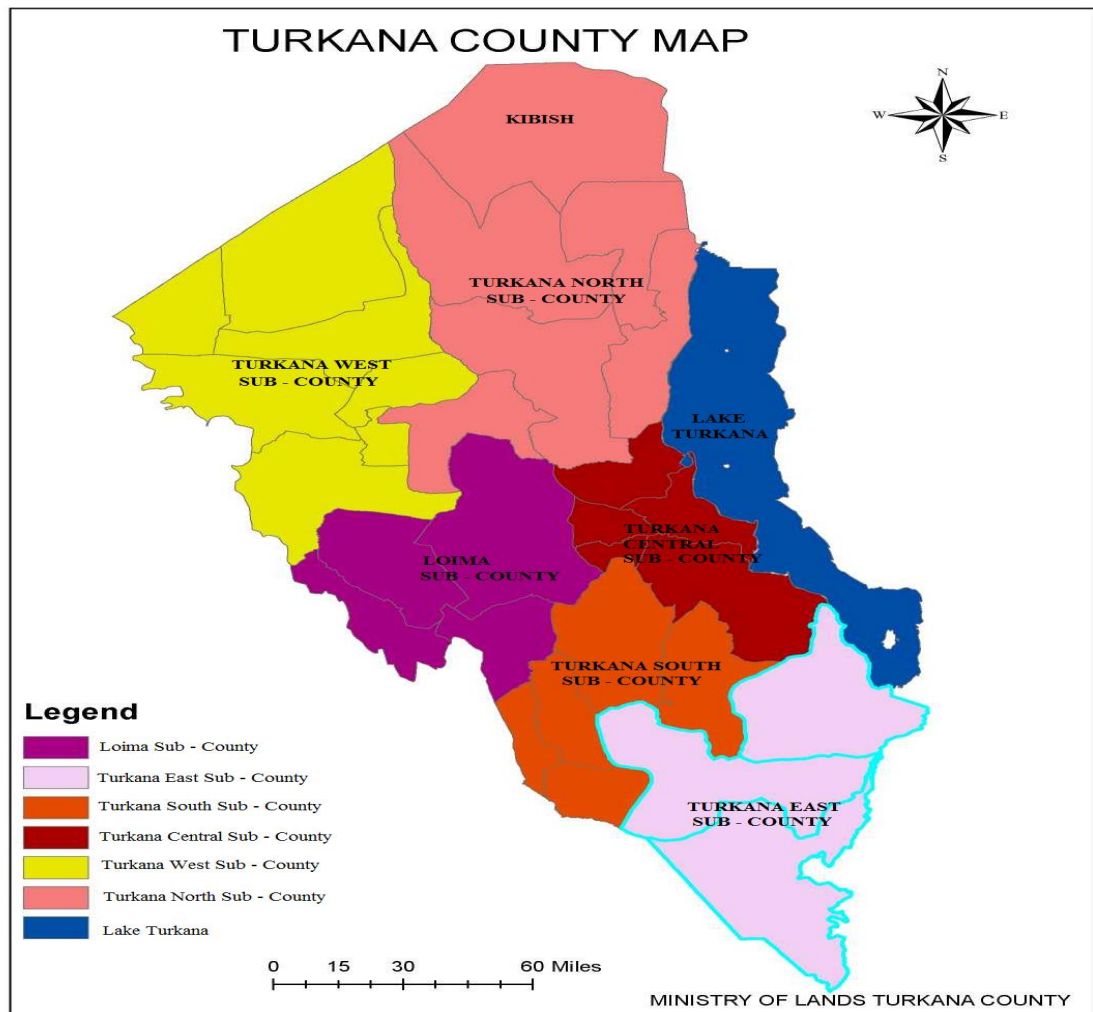 TURKANA COUNTY MAP
N
W
E
S
KIBISH
TURKANA NORTH
SUB - COUNTY
TURKANA WEST
SUB - COUNTY
LAKE
TURKANA
TURKANA
CENTRAL
SUB - COUNTY
LOIMA
SUB - COUNTY
TURKANA SOUTH
SUB - COUNTY
TURKANA EAST
SUB - COUNTY
Legend
Loima Sub - County
Turkana East Sub - County
Turkana South Sub - County
Turkana Central Sub - County
Turkana West Sub - County
Turkana North Sub - County
Lake Turkana
0 15 30 60 Miles
MINISTRY OF LANDS TURKANA COUNTY